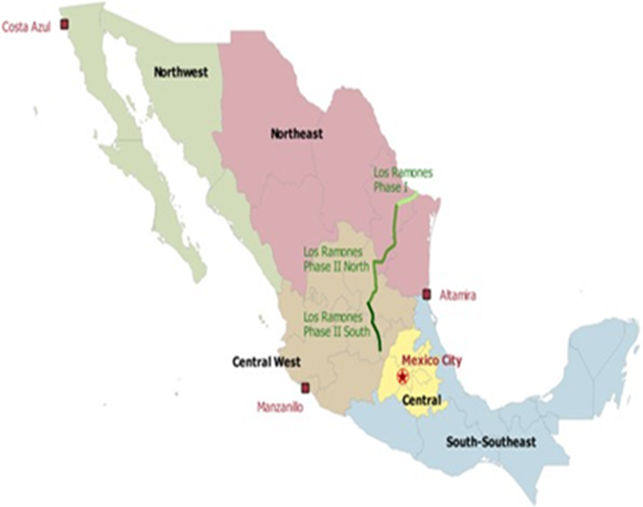 Costa Azul
Northwest
Northeast
Los Ramones
Phase I
Los Ramones
Phase II North
Altamira
Los Ramones
Phase II South
Mexico City
Central West
Central
Manzanillo
South-Southeast